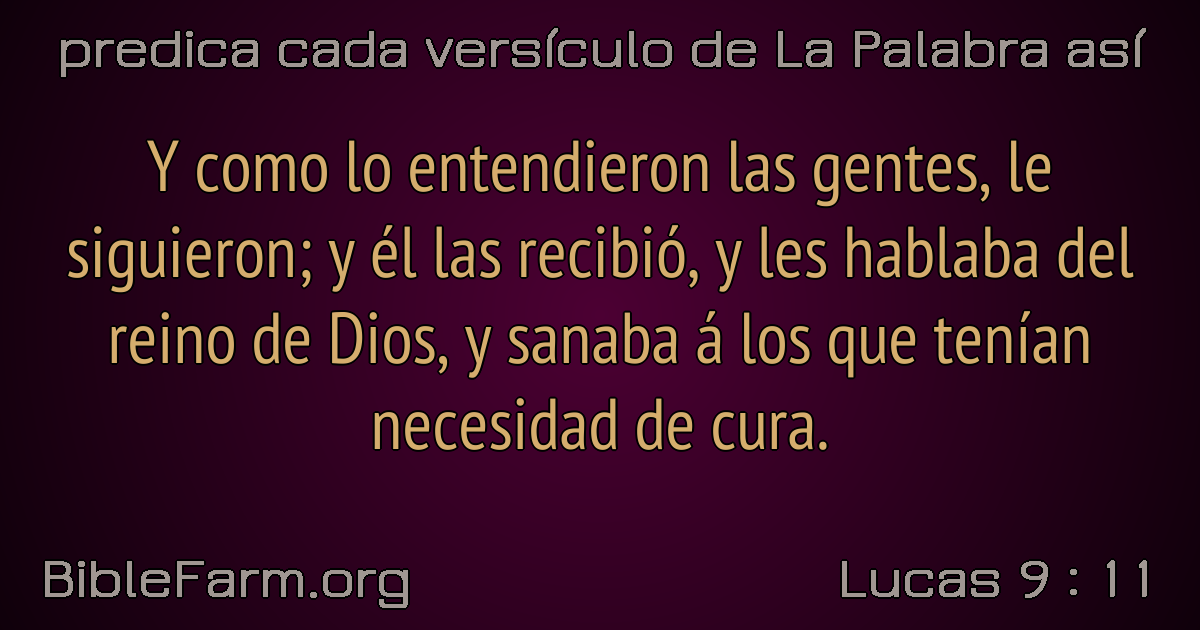 predica cada versículo de La Palabra así
Y como lo entendieron las gentes, le
siguieron; y él las recibió, y les hablaba del
reino de Dios, y sanaba á los que tenían
necesidad de cura.
BibleFarm.org
Lucas 9 : 11